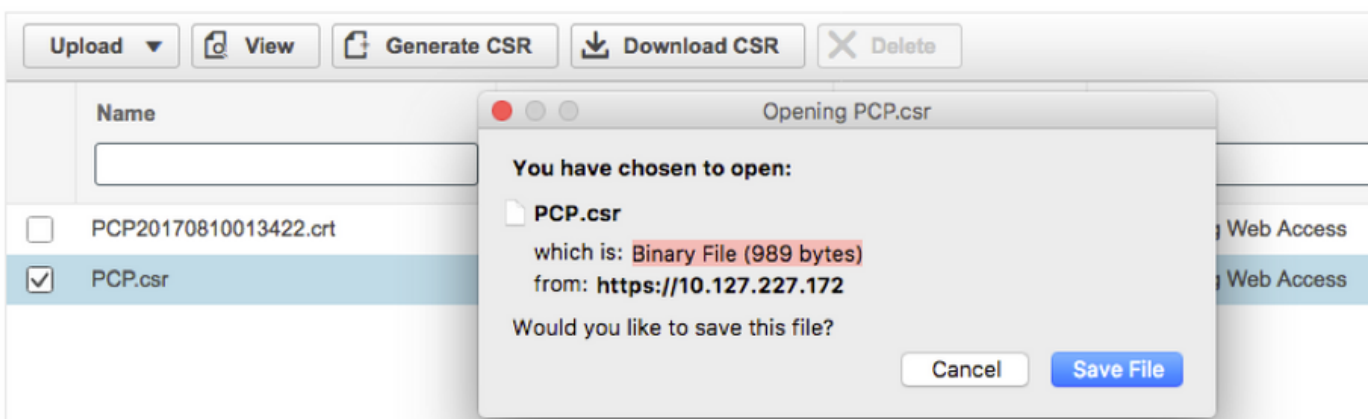 Upload View Generate CSR Download CSR Delete
Name
Opening PCP.csr
You have chosen to open:
PCP.csr
which is: Binary File (989 bytes)
from: https://10.127.227.172
Would you like to save this file?
Cancel Save File
PCP20170810013422.crt
Web Access
PCP.csr
Web Access